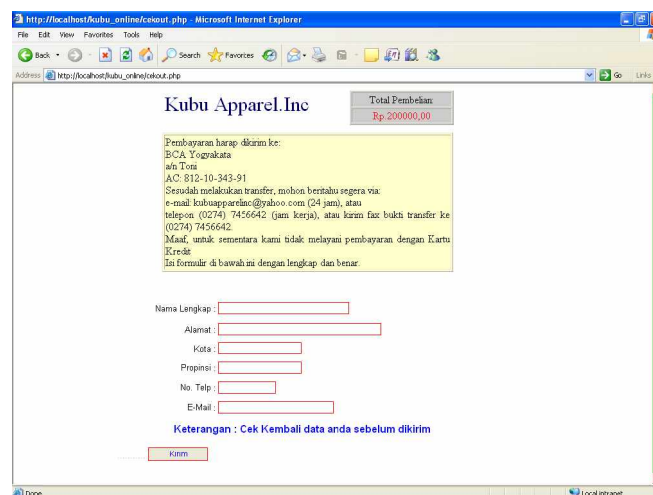 http://localhost/kubu_online/cekout.php - Microsoft Internet Explorer
File Edit View Favorites Tools Help
Back Search Favorites
Address http://localhost/kubu_online/cekout.php Go Links
Kubu Apparel.Inc
Total Pembelian:
Rp.200000,00
Pembayaran harap dikirim ke:
BCA Yogyakata
a/n Toni
AC: 812-10-343-91
Sesudah melakukan transfer, mohon beritahu segera via:
e-mail: kubuapparelinc@yahoo.com (24 jam), atau
telepon (0274) 7456642 (jam kerja), atau kirim fax bukti transfer ke
(0274) 7456642.
Maaf, untuk sementara kami tidak melayani pembayaran dengan Kartu
Kredit
Isi formulir di bawah ini dengan lengkap dan benar.
Nama Lengkap :
Alamat :
Kota :
Propinsi :
No. Telp :
E-Mail :
Keterangan : Cek Kembali data anda sebelum dikirim
Kirim
Done Local intranet